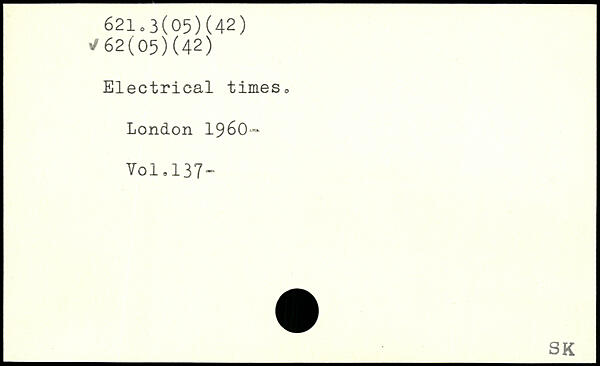 621.3(05)(42)
✓ 62(05)(42)
Electrical times.
London 1960-
Vol.137-
SK